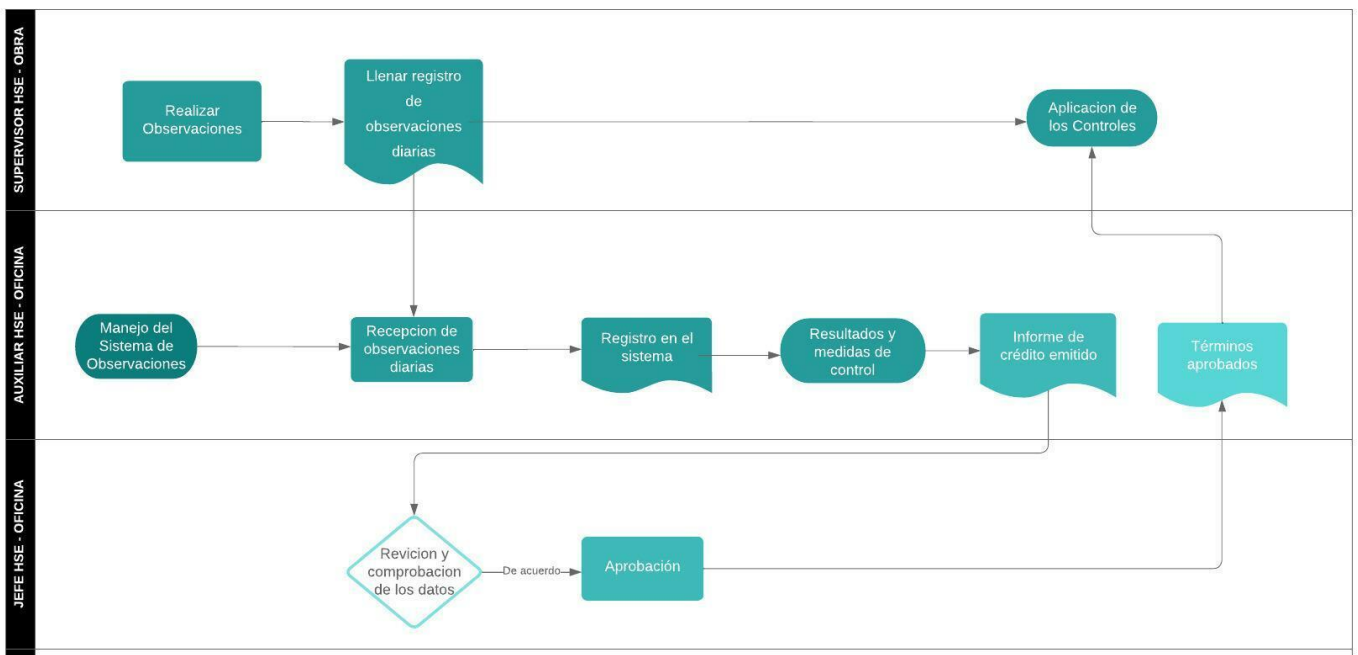 SUPERVISOR HSE - OBRA
Realizar
Observaciones
Llenar registro
de
observaciones
diarias
Aplicacion de
los Controles
AUXILIAR HSE - OFICINA
Manejo del
Sistema de
Observaciones
Recepcion de
observaciones
diarias
Registro en el
sistema
Resultados y
medidas de
control
Informe de
crédito emitido
Términos
aprobados
JEFE HSE - OFICINA
Revicion y
comprobacion
de los datos
De acuerdo
Aprobación